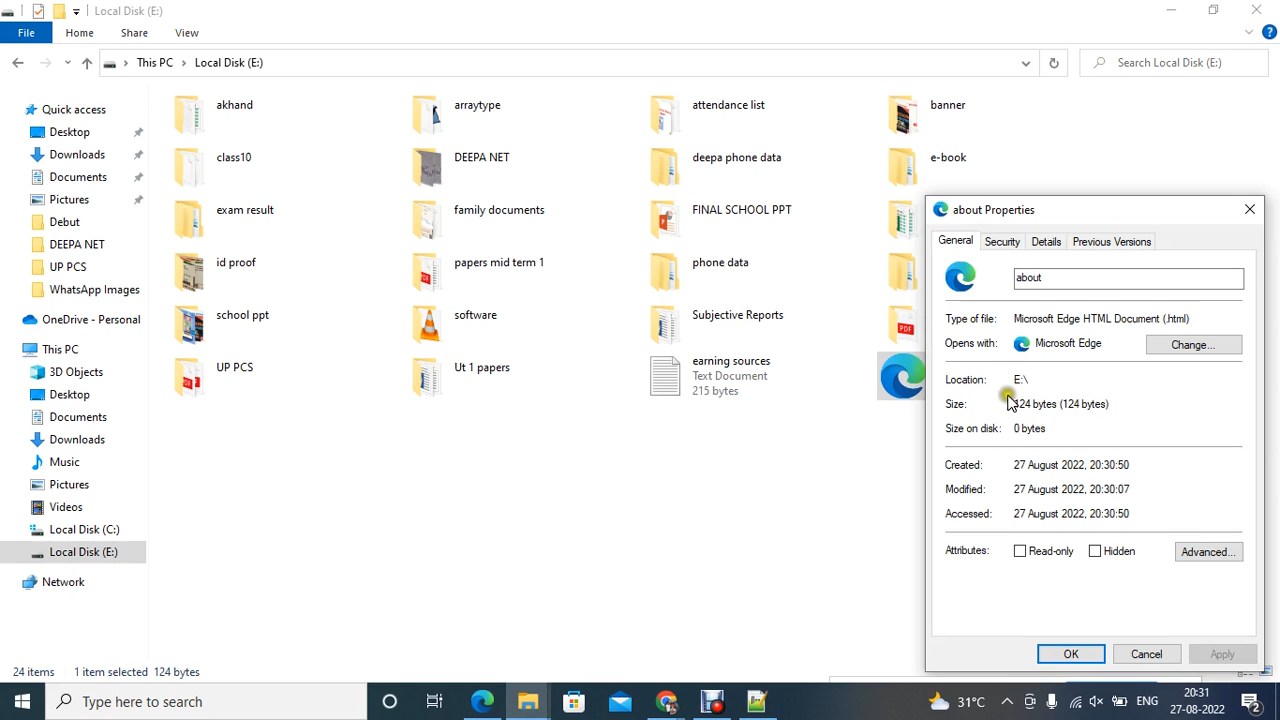 Local Disk (E:)
File Home Share View
This PC Local Disk (E:) Search Local Disk (E:)
Quick access
Desktop
Downloads
Documents
Pictures
Debut
DEEPA NET
UP PCS
WhatsApp Images
OneDrive - Personal
This PC
3D Objects
Desktop
Documents
Downloads
Music
Pictures
Videos
Local Disk (C:)
Local Disk (E:)
Network
akhand arraytype attendance list banner
class10 DEEPA NET deepa phone data e-book
exam result family documents FINAL SCHOOL PPT
id proof papers mid term 1 phone data
school ppt software Subjective Reports
UP PCS Ut 1 papers earning sources
Text Document
215 bytes
about Properties
General Security Details Previous Versions
about
Type of file: Microsoft Edge HTML Document (.html)
Opens with: Microsoft Edge Change...
Location: E:\
Size: 124 bytes (124 bytes)
Size on disk: 0 bytes
Created: 27 August 2022, 20:30:50
Modified: 27 August 2022, 20:30:07
Accessed: 27 August 2022, 20:30:50
Attributes: Read-only Hidden Advanced...
OK Cancel Apply
24 items 1 item selected 124 bytes
Type here to search 31°C ENG 20:31
27-08-2022 2